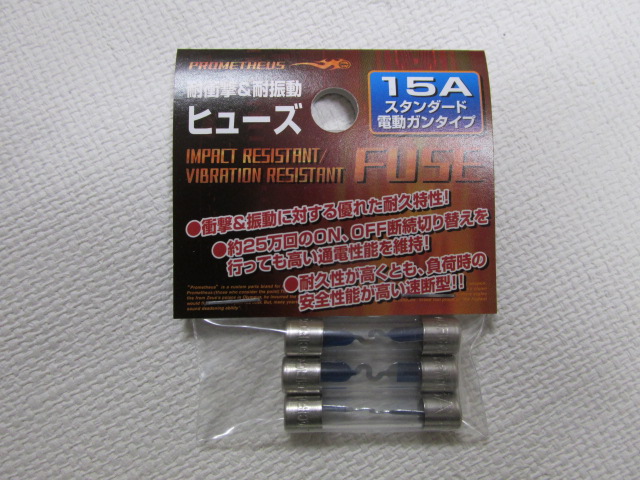 PROMETHEUS
耐衝撃&耐振動
ヒューズ
15A
スタンダード
電動ガンタイプ
IMPACT RESISTANT/
VIBRATION RESISTANT
FUSE
●衝撃&振動に対する優れた耐久特性!
●約25万回のON、OFF断続切り替えを
行っても高い通電性能を維持!
●耐久性が高くとも、負荷時の
安全性能が高い速断型!!